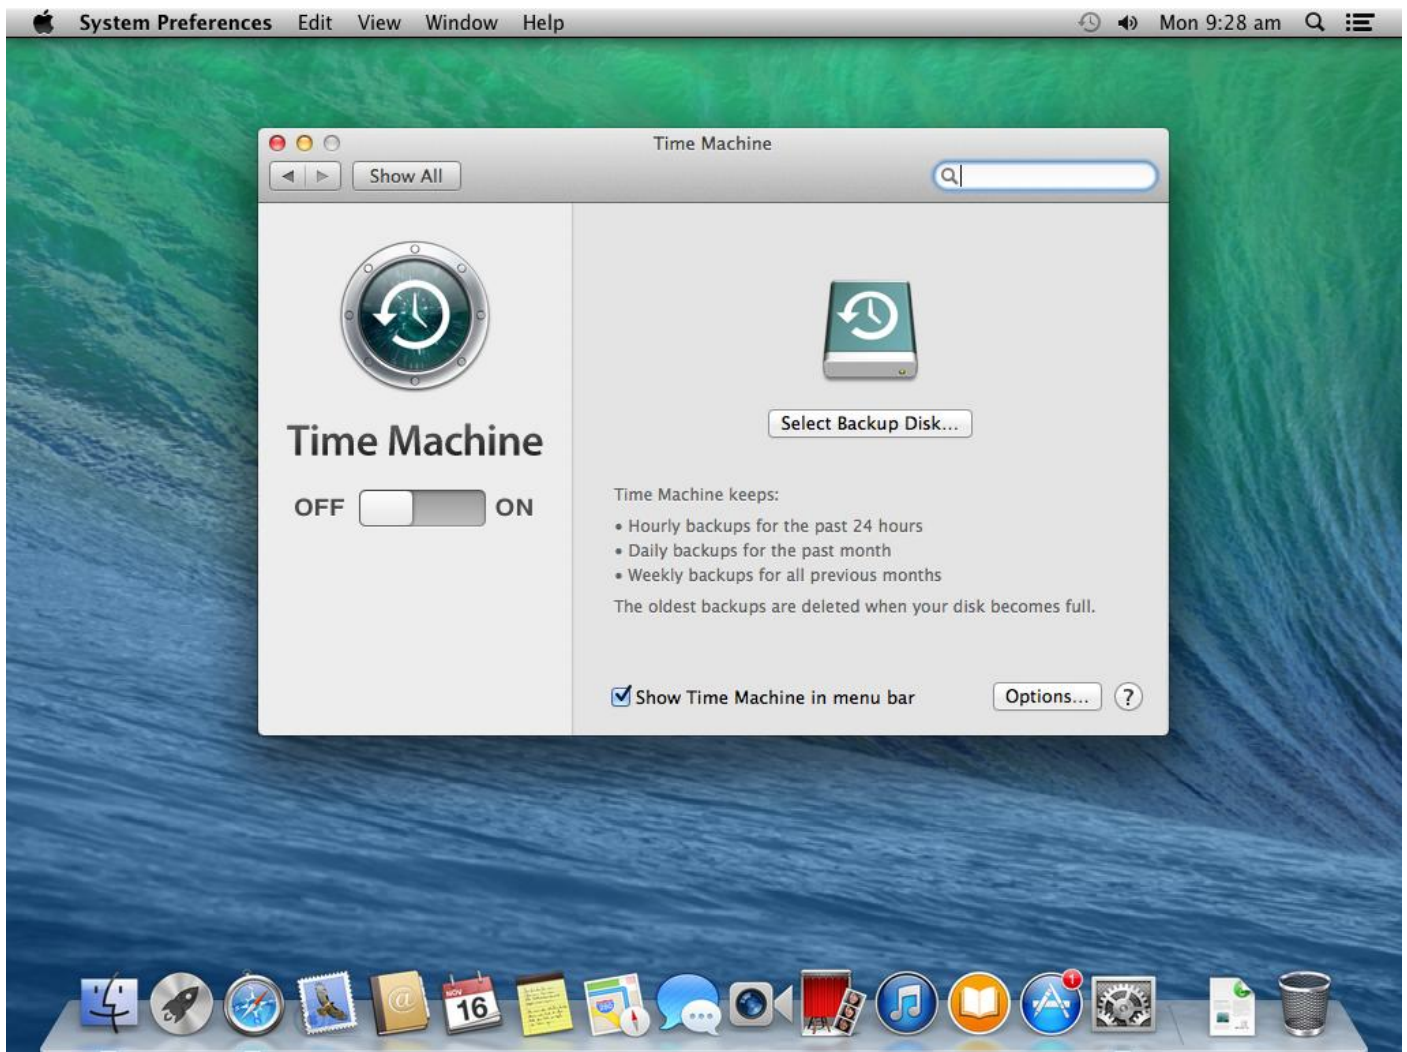 System Preferences Edit View Window Help Mon 9:28 am
Time Machine
Show All
Time Machine
OFF ON
Select Backup Disk...
Time Machine keeps:
• Hourly backups for the past 24 hours
• Daily backups for the past month
• Weekly backups for all previous months
The oldest backups are deleted when your disk becomes full.
Show Time Machine in menu bar
Options... ?
NOV
16
1